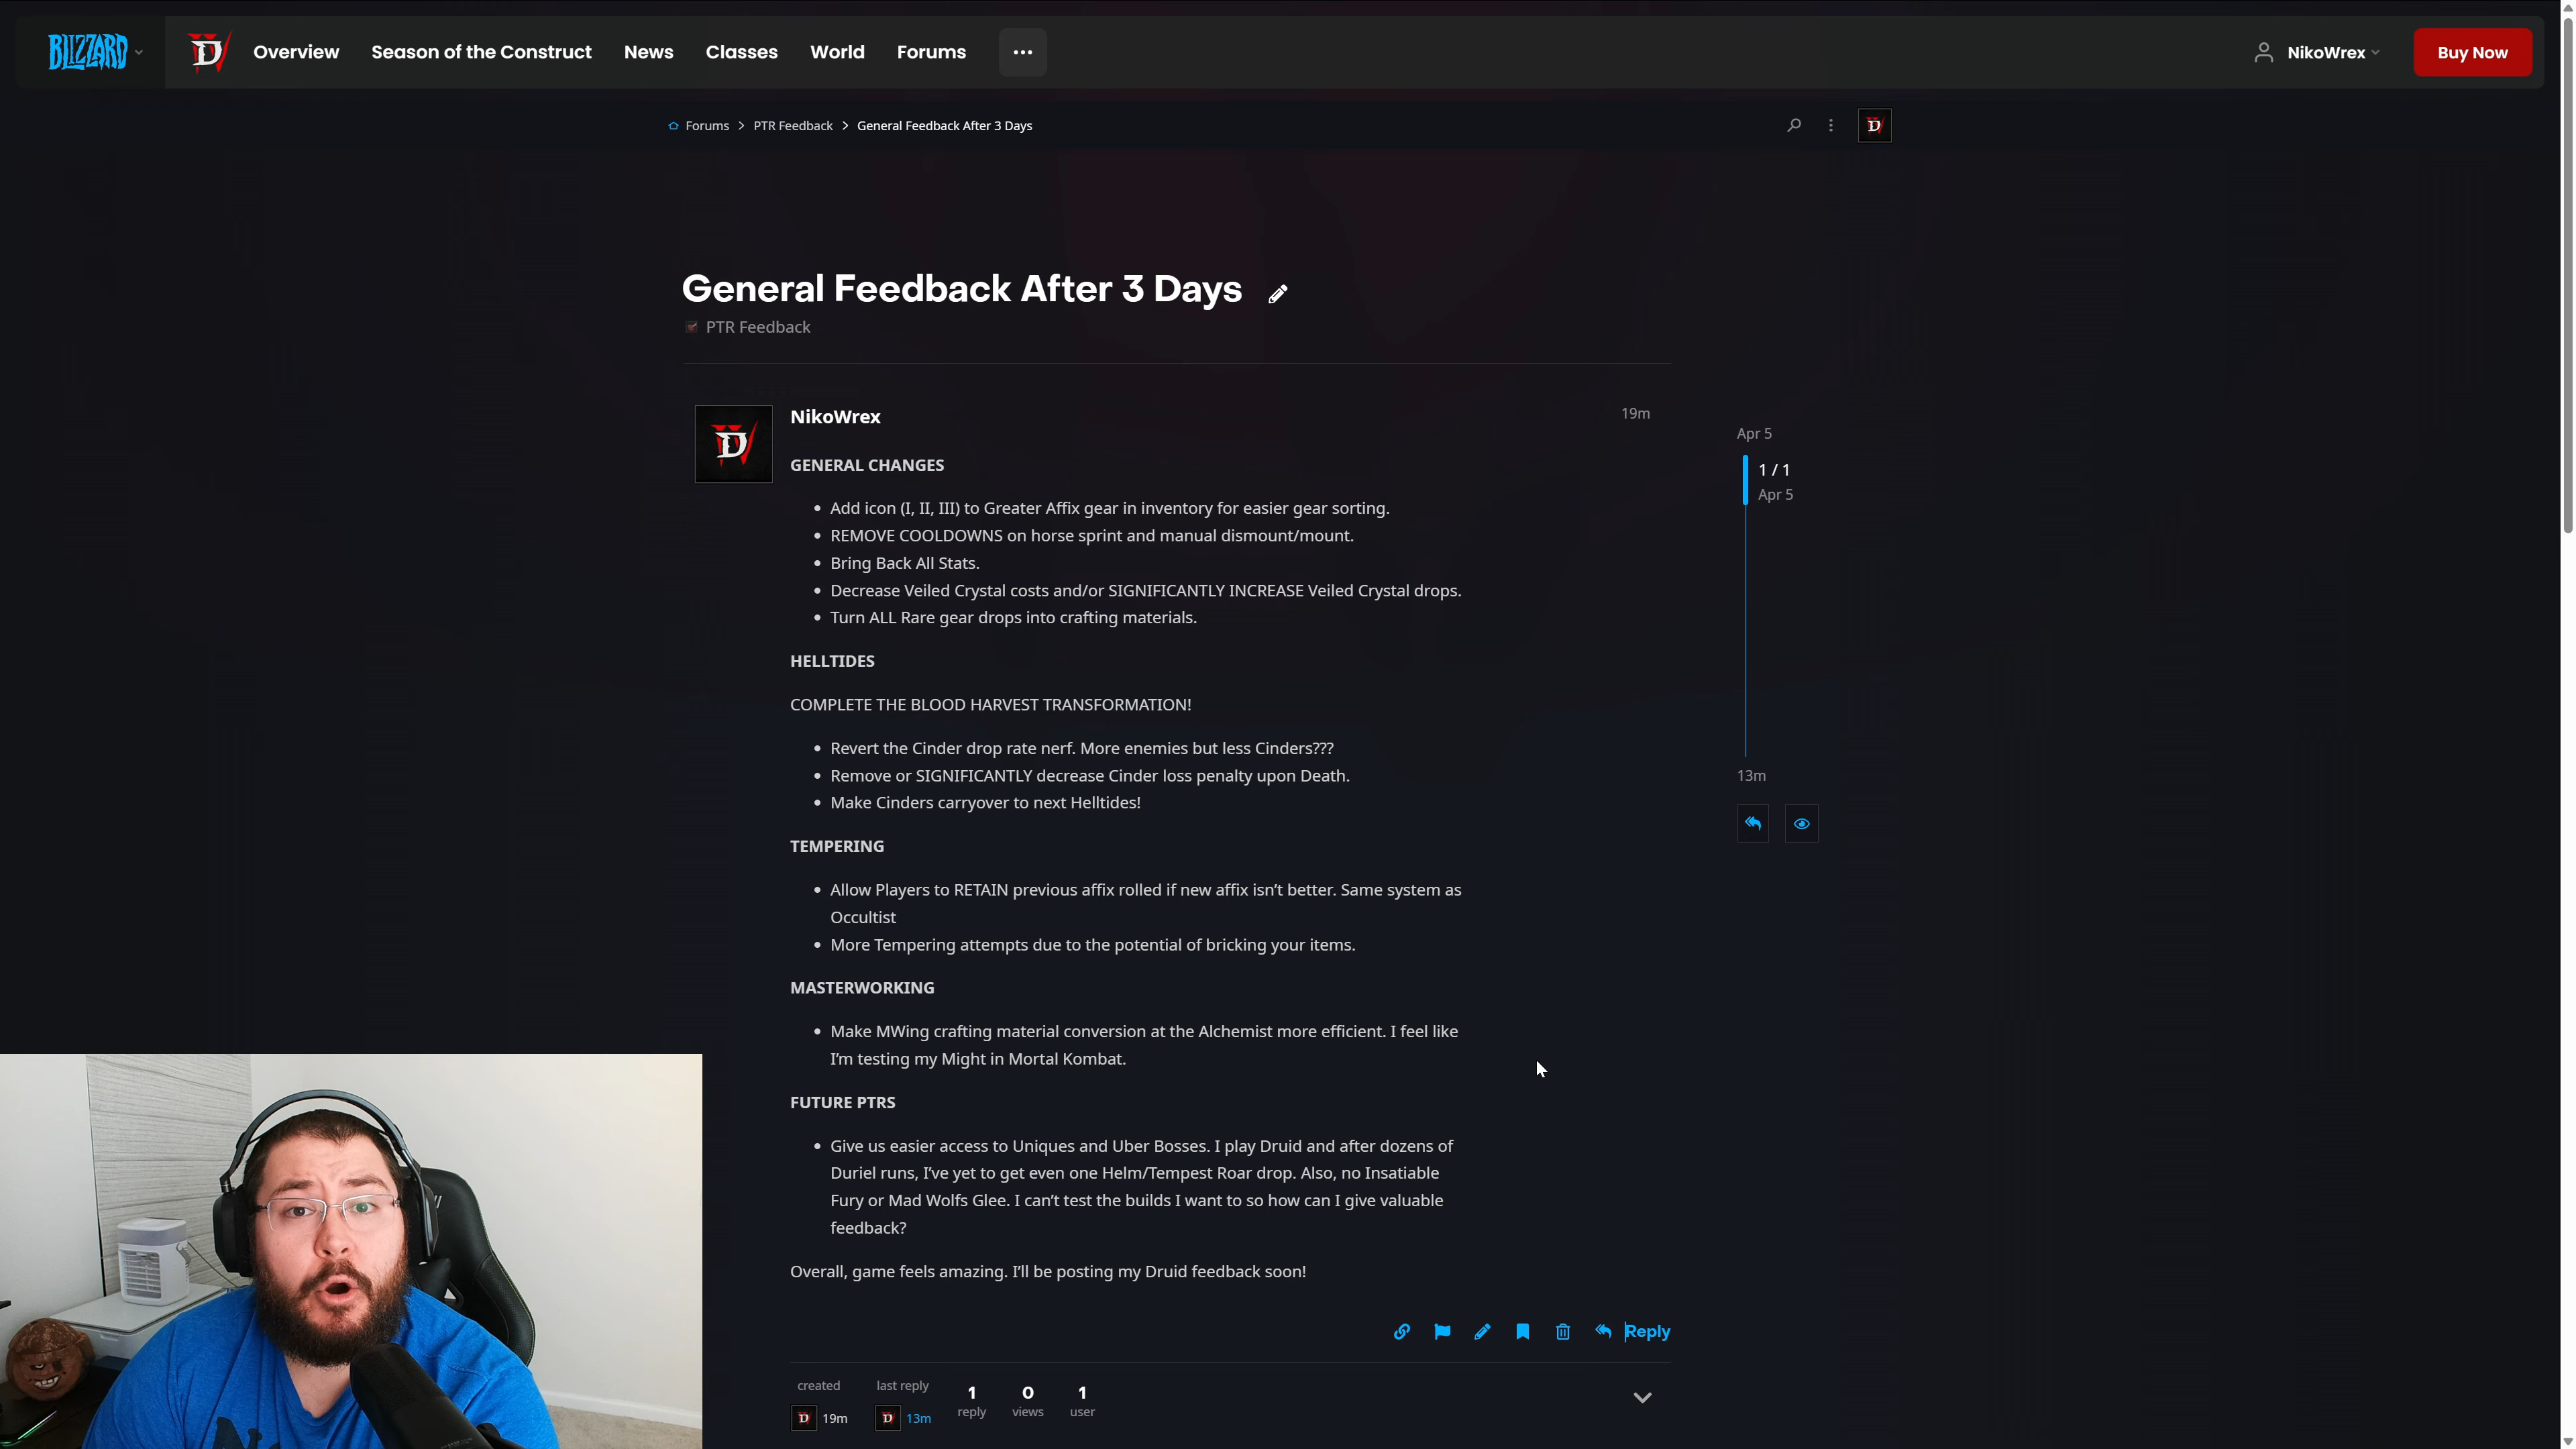 BLIZZARD
Overview
Season of the Construct
News
Classes
World
Forums
NikoWrex
Buy Now
Forums
PTR Feedback
General Feedback After 3 Days
General Feedback After 3 Days
PTR Feedback
NikoWrex
19m
GENERAL CHANGES
Add icon (I, II, III) to Greater Affix gear in inventory for easier gear sorting.
REMOVE COOLDOWNS on horse sprint and manual dismount/mount.
Bring Back All Stats.
Decrease Veiled Crystal costs and/or SIGNIFICANTLY INCREASE Veiled Crystal drops.
Turn ALL Rare gear drops into crafting materials.
HELLTIDES
COMPLETE THE BLOOD HARVEST TRANSFORMATION!
Revert the Cinder drop rate nerf. More enemies but less Cinders???
Remove or SIGNIFICANTLY decrease Cinder loss penalty upon Death.
Make Cinders carryover to next Helltides!
TEMPERING
Allow Players to RETAIN previous affix rolled if new affix isn't better. Same system as
Occultist
More Tempering attempts due to the potential of bricking your items.
MASTERWORKING
Make MWing crafting material conversion at the Alchemist more efficient. I feel like
I'm testing my Might in Mortal Kombat.
FUTURE PTRS
Give us easier access to Uniques and Uber Bosses. I play Druid and after dozens of
Duriel runs, I've yet to get even one Helm/Tempest Roar drop. Also, no Insatiable
Fury or Mad Wolfs Glee. I can't test the builds I want to so how can I give valuable
feedback?
Overall, game feels amazing. I'll be posting my Druid feedback soon!
Reply
created
19m
last reply
13m
1
reply
0
views
1
user
Apr 5
1 / 1
Apr 5
13m